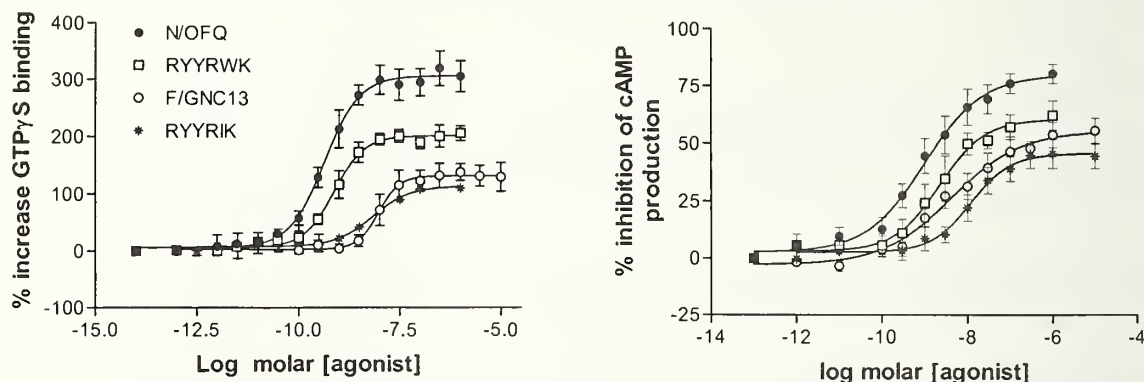 % increase GTPγS binding
400
300
200
100
0
-100
N/OFQ
RYYRWK
F/GNC13
RYYRIK
-15.0 -12.5 -10.0 -7.5 -5.0
Log molar [agonist]
% inhibition of cAMP
production
75
50
25
0
-25
-14 -12 -10 -8 -6 -4
log molar [agonist]